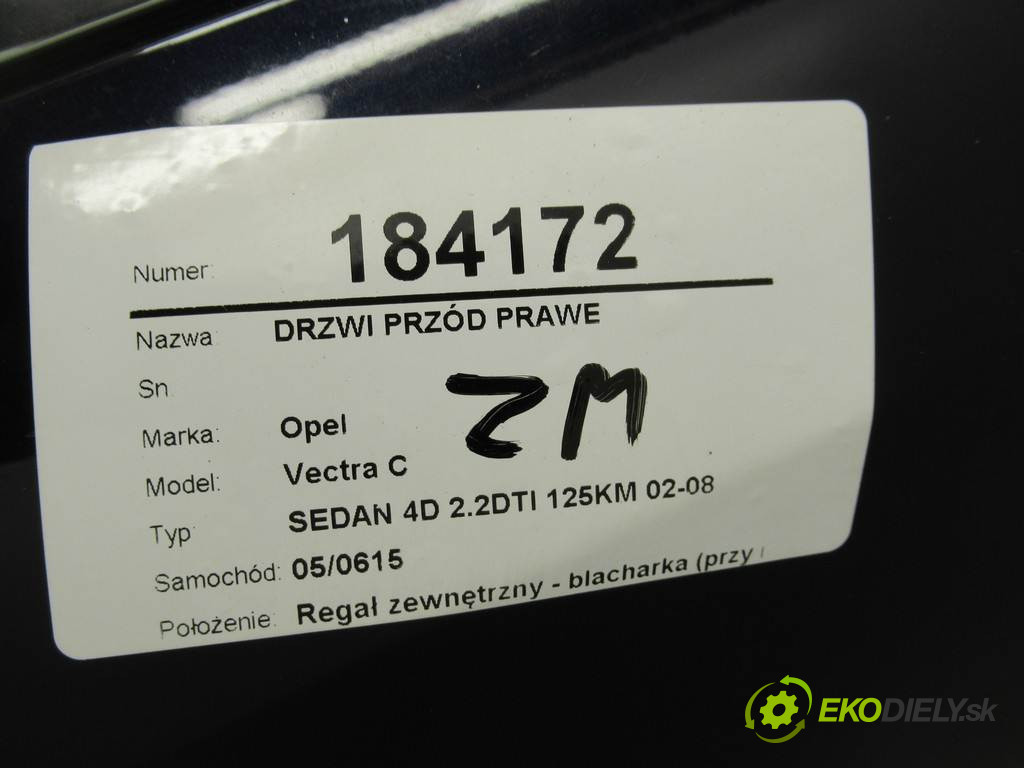 Numer: 184172
Nazwa: DRZWI PRZÓD PRAWE
Sn
ZM
Marka: Opel
Model: Vectra C
Typ SEDAN 4D 2.2DTI 125KM 02-08
Samochód: 05/0615
Położenie: Regał zewnętrzny - blacharka (przy
EKODIELY.sk